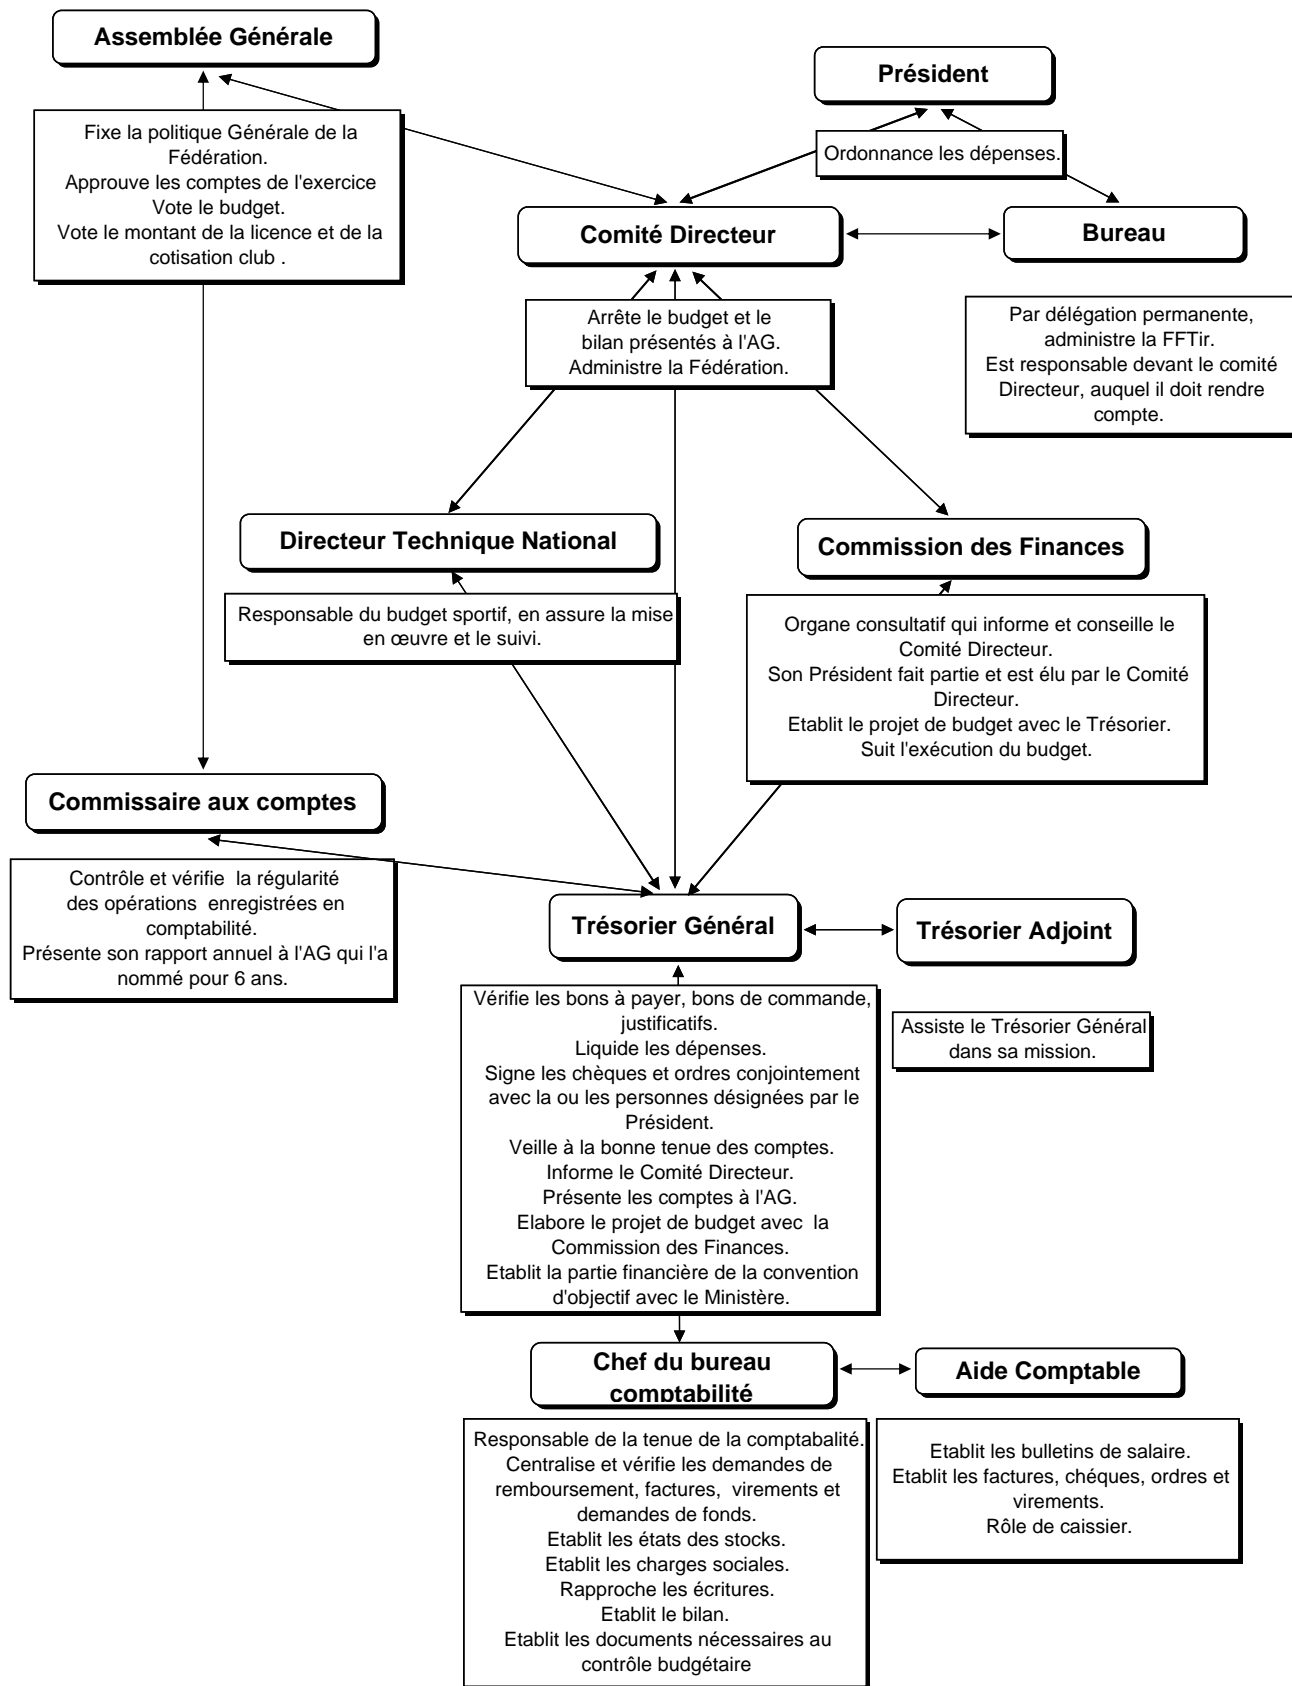 Assemblée Générale
Président
Fixe la politique Générale de la
Fédération.
Approuve les comptes de l'exercice
Vote le budget.
Vote le montant de la licence et de la
cotisation club .
Ordonnance les dépenses.
Comité Directeur
Bureau
Arrête le budget et le
bilan présentés à l'AG.
Administre la Fédération.
Par délégation permanente,
administre la FFTir.
Est responsable devant le comité
Directeur, auquel il doit rendre
compte.
Directeur Technique National
Commission des Finances
Responsable du budget sportif, en assure la mise
en œuvre et le suivi.
Organe consultatif qui informe et conseille le
Comité Directeur.
Son Président fait partie et est élu par le Comité
Directeur.
Etablit le projet de budget avec le Trésorier.
Suit l'exécution du budget.
Commissaire aux comptes
Contrôle et vérifie  la régularité
des opérations  enregistrées en
comptabilité.
Présente son rapport annuel à l'AG qui l'a
nommé pour 6 ans.
Trésorier Général
Trésorier Adjoint
Vérifie les bons à payer, bons de commande,
justificatifs.
Liquide les dépenses.
Signe les chèques et ordres conjointement
avec la ou les personnes désignées par le
Président.
Veille à la bonne tenue des comptes.
Informe le Comité Directeur.
Présente les comptes à l'AG.
Elabore le projet de budget avec  la
Commission des Finances.
Etablit la partie financière de la convention
d'objectif avec le Ministère.
Assiste le Trésorier Général
dans sa mission.
Chef du bureau
comptabilité
Aide Comptable
Responsable de la tenue de la comptabalité.
Centralise et vérifie les demandes de
remboursement, factures,  virements et
demandes de fonds.
Etablit les états des stocks.
Etablit les charges sociales.
Rapproche les écritures.
Etablit le bilan.
Etablit les documents nécessaires au
contrôle budgétaire
Etablit les bulletins de salaire.
Etablit les factures, chéques, ordres et
virements.
Rôle de caissier.